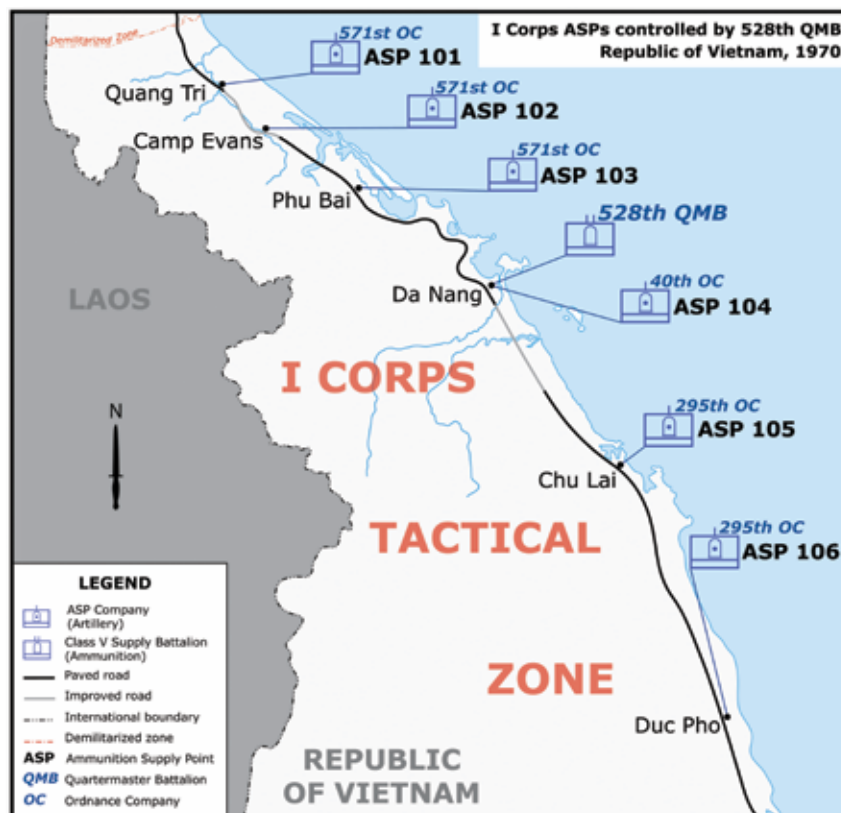 I Corps ASPs controlled by 528th QMB
Republic of Vietnam, 1970
Demilitarized Zone
571st OC
ASP 101
Quang Tri
571st OC
ASP 102
Camp Evans
571st OC
ASP 103
Phu Bai
528th QMB
40th OC
ASP 104
Da Nang
LAOS
I CORPS
295th OC
ASP 105
Chu Lai
N
TACTICAL
295th OC
ASP 106
ZONE
Duc Pho
REPUBLIC
OF VIETNAM
LEGEND
ASP Company
(Artillery)
Class V Supply Battalion
(Ammunition)
Paved road
Improved road
International boundary
Demilitarized zone
ASP Ammunition Supply Point
QMB Quartermaster Battalion
OC Ordnance Company